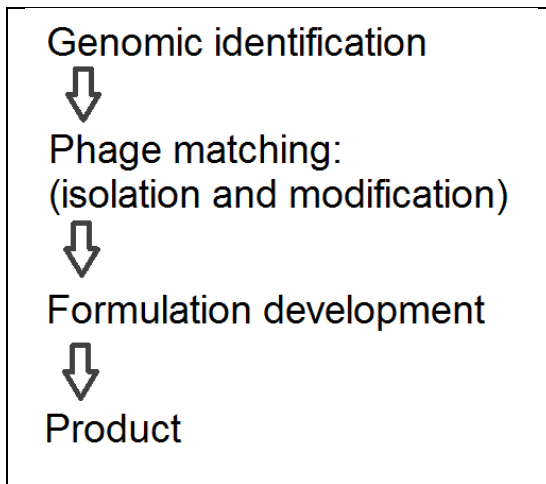 Genomic identification
Phage matching:
(isolation and modification)
Formulation development
Product